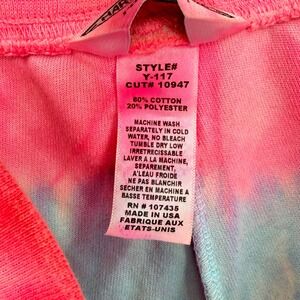 STYLE#
Y-117
CUT# 10947
80% COTTON
20% POLYESTER
MACHINE WASH
SEPARATELY IN COLD
WATER, NO BLEACH
TUMBLE DRY LOW
IRRETRECISSABLE
LAVER A LA MACHINE,
SEPAREMENT,
A'LEAU FROIDE
NE PAS BLANCHIR
SECHER EN MACHINE A
BASSE TEMPERATURE
RN # 107435
MADE IN USA
FABRIQUE AUX
ETATS-UNIS